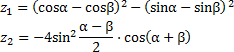 z₁ = (cosα – cosβ)² – (sinα – sinβ)²
z₂ = –4sin² (α – β)/2 · cos(α + β)